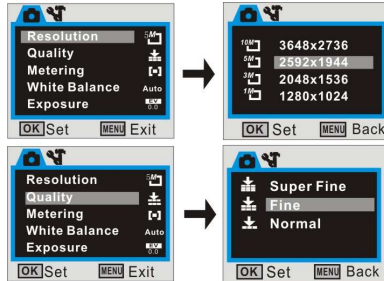 Resolution 5M
Quality
Metering
White Balance Auto
Exposure EV 0.0
OK Set MENU Exit
10M 3648x2736
5M 2592x1944
3M 2048x1536
1M 1280x1024
OK Set MENU Back
Resolution 5M
Quality
Metering
White Balance Auto
Exposure EV 0.0
OK Set MENU Exit
Super Fine
Fine
Normal
OK Set MENU Back